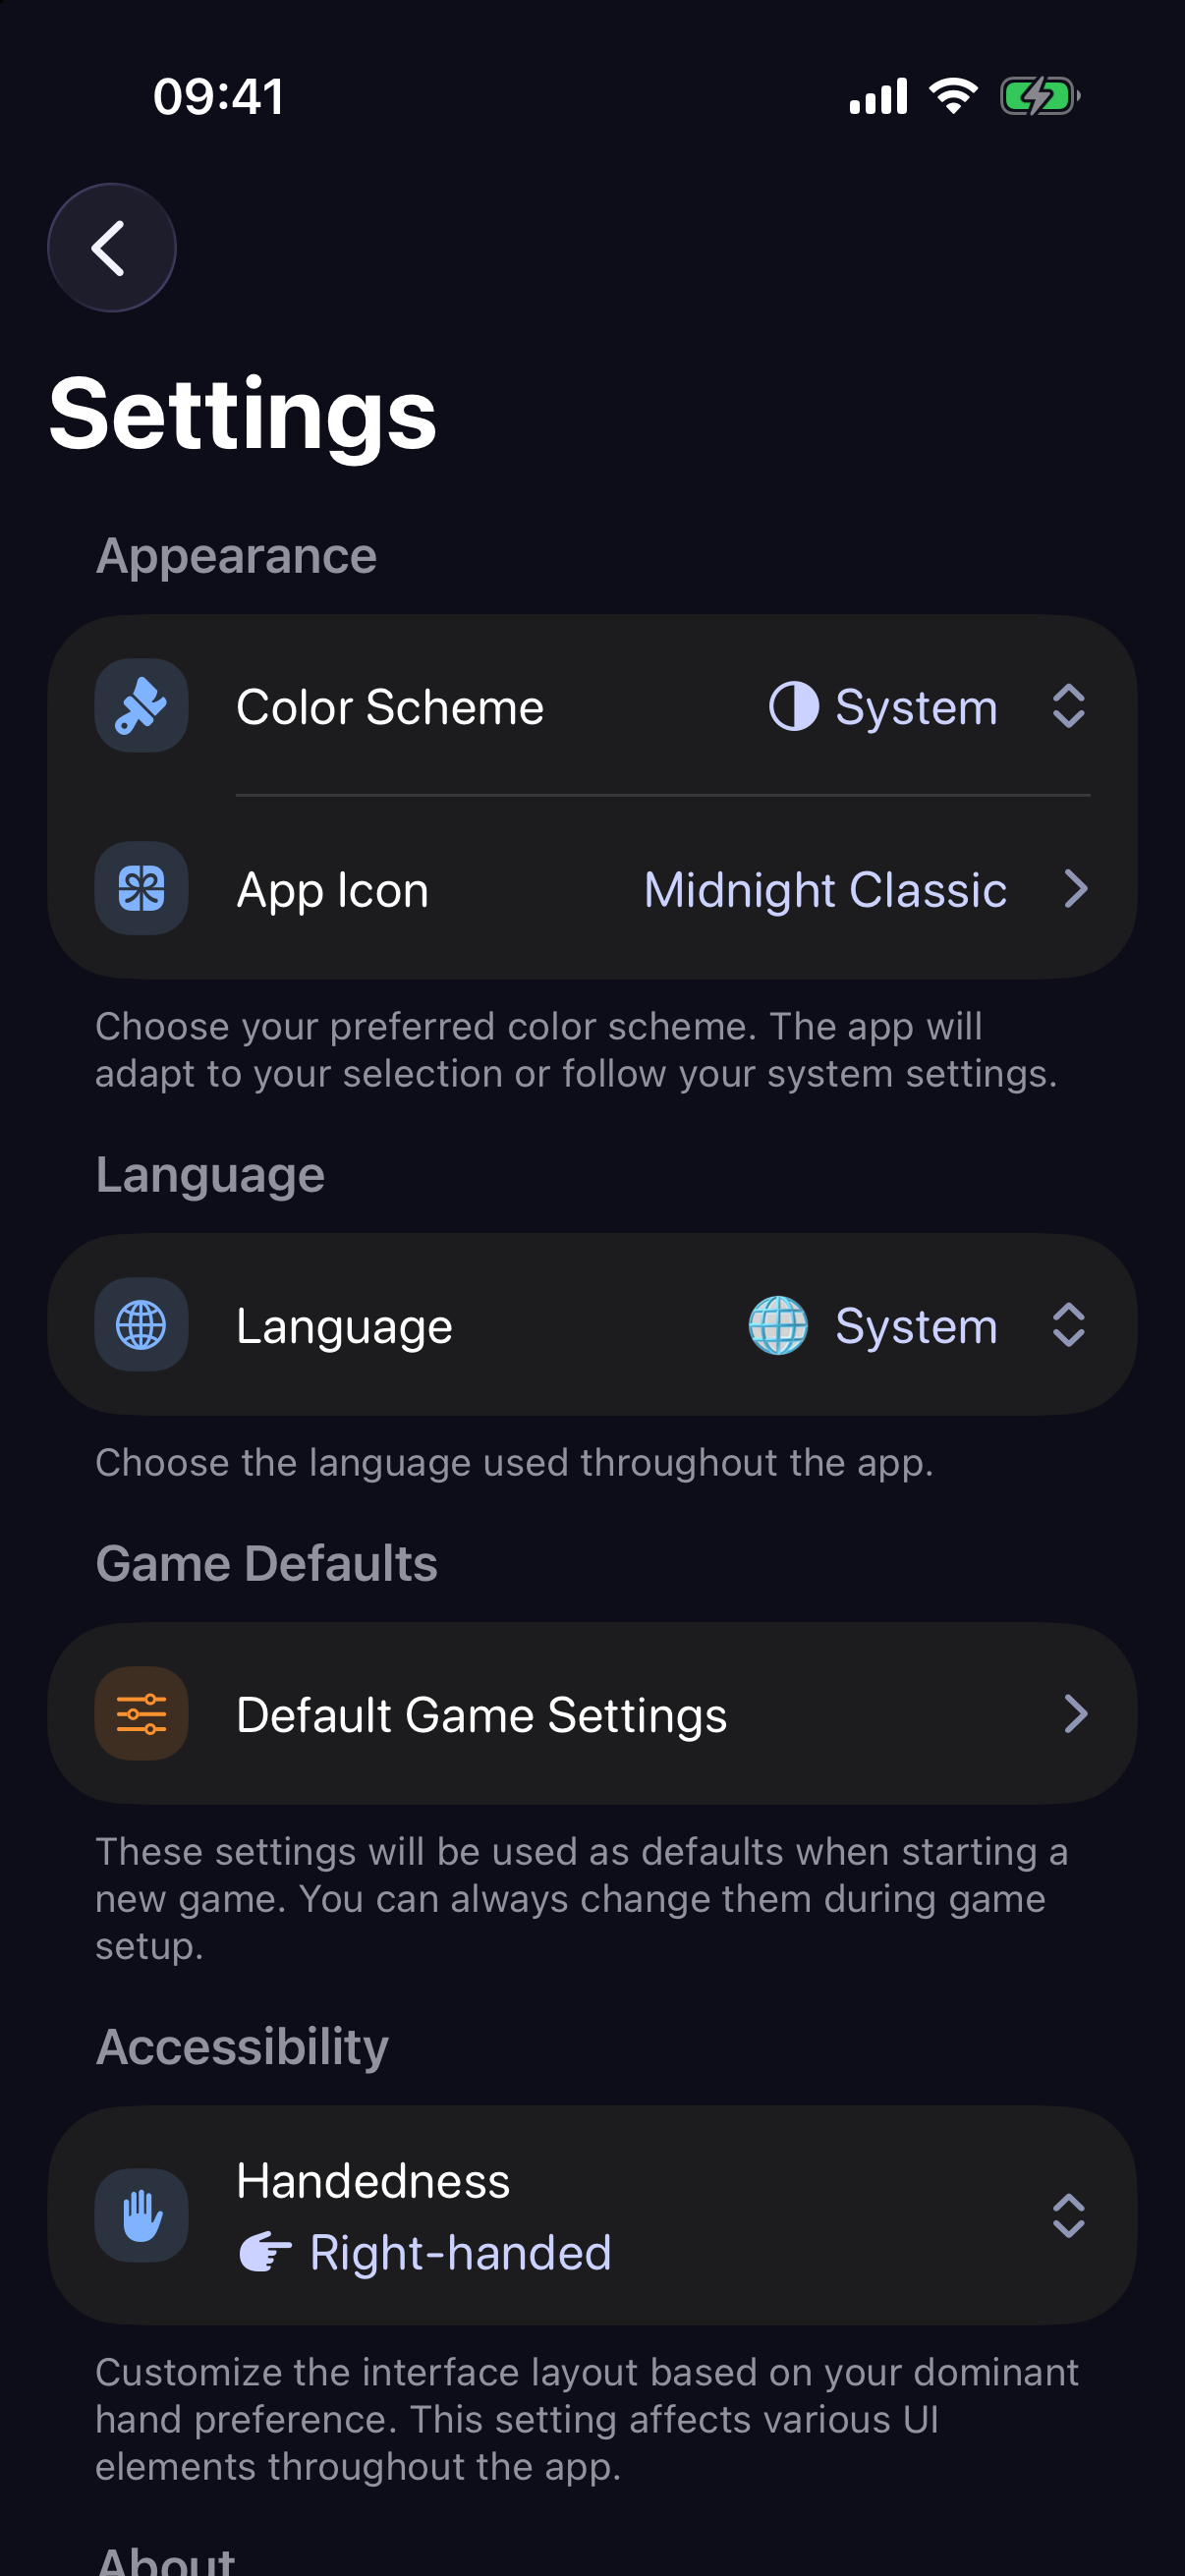 09:41
Settings
Appearance
Color Scheme System
App Icon Midnight Classic
Choose your preferred color scheme. The app will
adapt to your selection or follow your system settings.
Language
Language System
Choose the language used throughout the app.
Game Defaults
Default Game Settings
These settings will be used as defaults when starting a
new game. You can always change them during game
setup.
Accessibility
Handedness
Right-handed
Customize the interface layout based on your dominant
hand preference. This setting affects various UI
elements throughout the app.
About